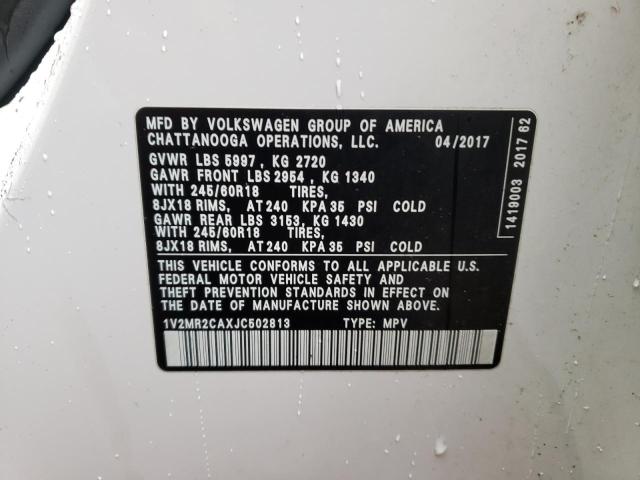 MFD BY VOLKSWAGEN GROUP OF AMERICA
CHATTANOOGA OPERATIONS, LLC. 04/2017
GVWR LBS 5997, KG 2720
GAWR FRONT LBS 2954, KG 1340
WITH 245/60R18 TIRES,
8JX18 RIMS, AT 240 KPA 35 PSI COLD
GAWR REAR LBS 3153, KG 1430
WITH 245/60R18 TIRES,
8JX18 RIMS, AT 240 KPA 35 PSI COLD
THIS VEHICLE CONFORMS TO ALL APPLICABLE U.S.
FEDERAL MOTOR VEHICLE SAFETY AND
THEFT PREVENTION STANDARDS IN EFFECT ON
THE DATE OF MANUFACTURE SHOWN ABOVE.
1V2MR2CAXJC502813 TYPE: MPV
1419003 2017 62